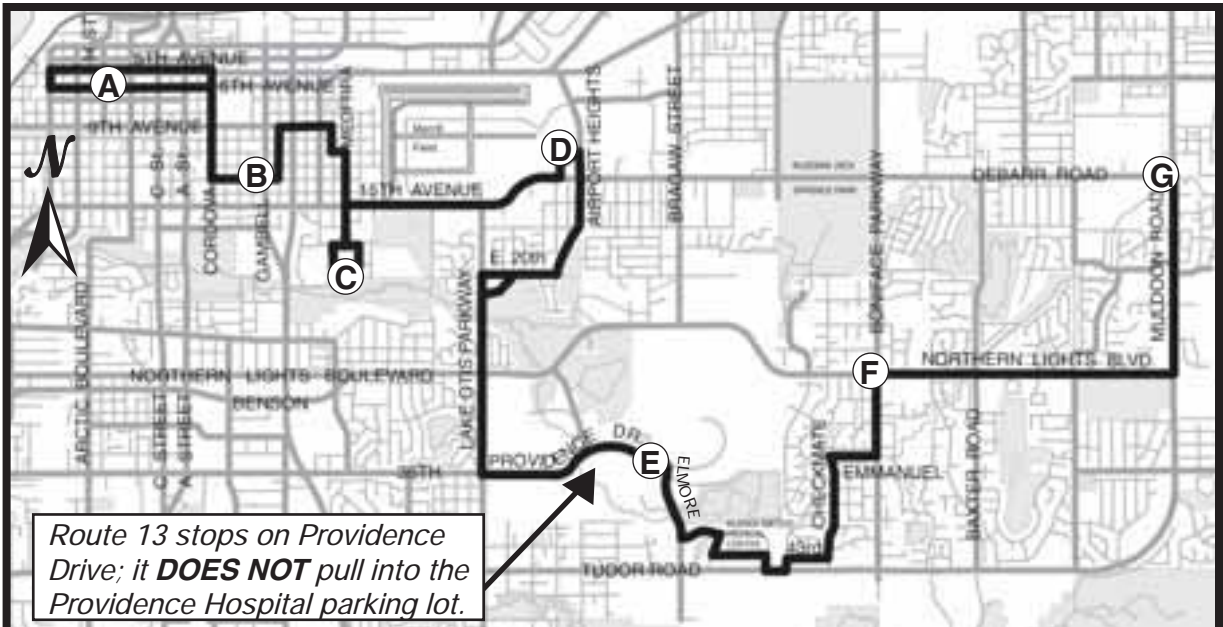 H ST
5TH AVENUE
A
6TH AVENUE
9TH AVENUE
MEDFRA
Merrill
Field
D
AIRPORT HEIGHTS
BRAGAW STREET
N
C St.
A St.
B
CORDOVA
GAMBELL
15TH AVENUE
BONIFACE PARKWAY
DEBARR ROAD
G
E. 20th
C
LAKE OTIS PARKWAY
MULDOON ROAD
ARCTIC BOULEVARD
NORTHERN LIGHTS BOULEVARD
BENSON
F
NORTHERN LIGHTS BLVD
C STREET
A STREET
36TH
PROVIDENCE DR.
E
ELMORE
CHECKMATE
EMMANUEL
BAXTER ROAD
43rd
TUDOR ROAD
Route 13 stops on Providence
Drive; it DOES NOT pull into the
Providence Hospital parking lot.